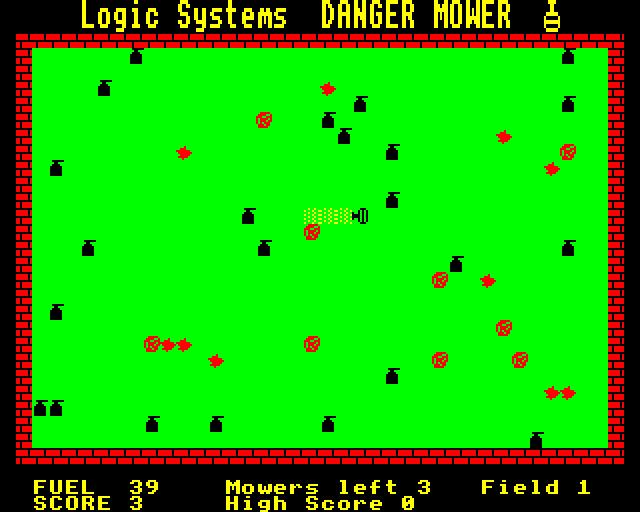 Logic Systems DANGER MOWER
FUEL 39 Mowers left 3 Field 1
SCORE 3 High Score 0